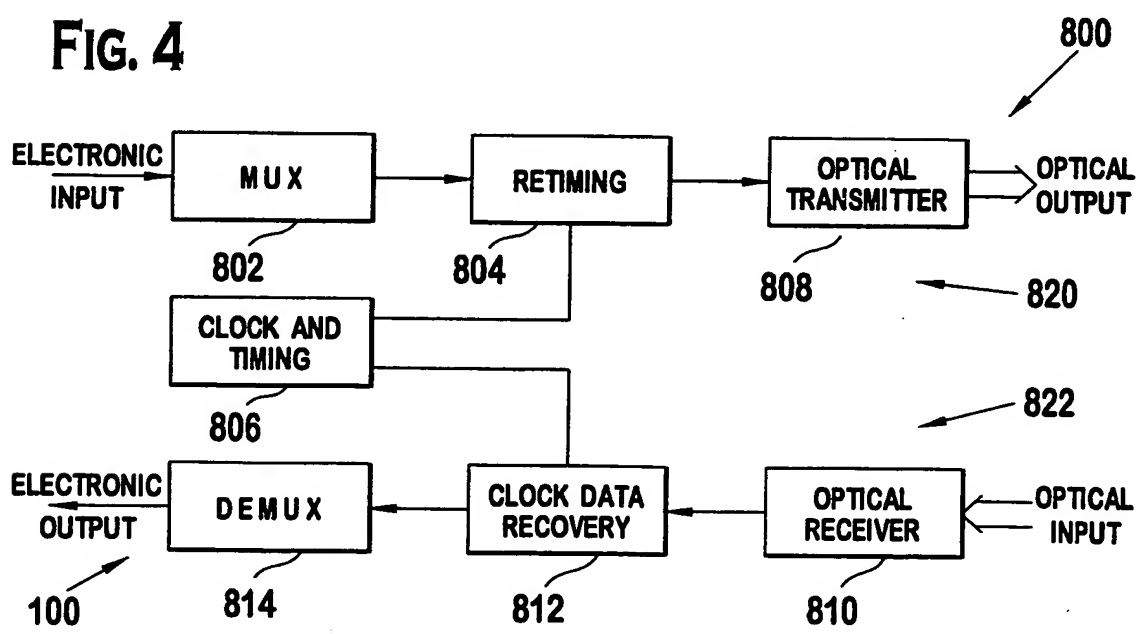 FIG. 4
800
ELECTRONIC
INPUT
MUX
RETIMING
OPTICAL
TRANSMITTER
OPTICAL
OUTPUT
802
804
808
820
CLOCK AND
TIMING
806
822
ELECTRONIC
OUTPUT
DEMUX
CLOCK DATA
RECOVERY
OPTICAL
RECEIVER
OPTICAL
INPUT
100
814
812
810